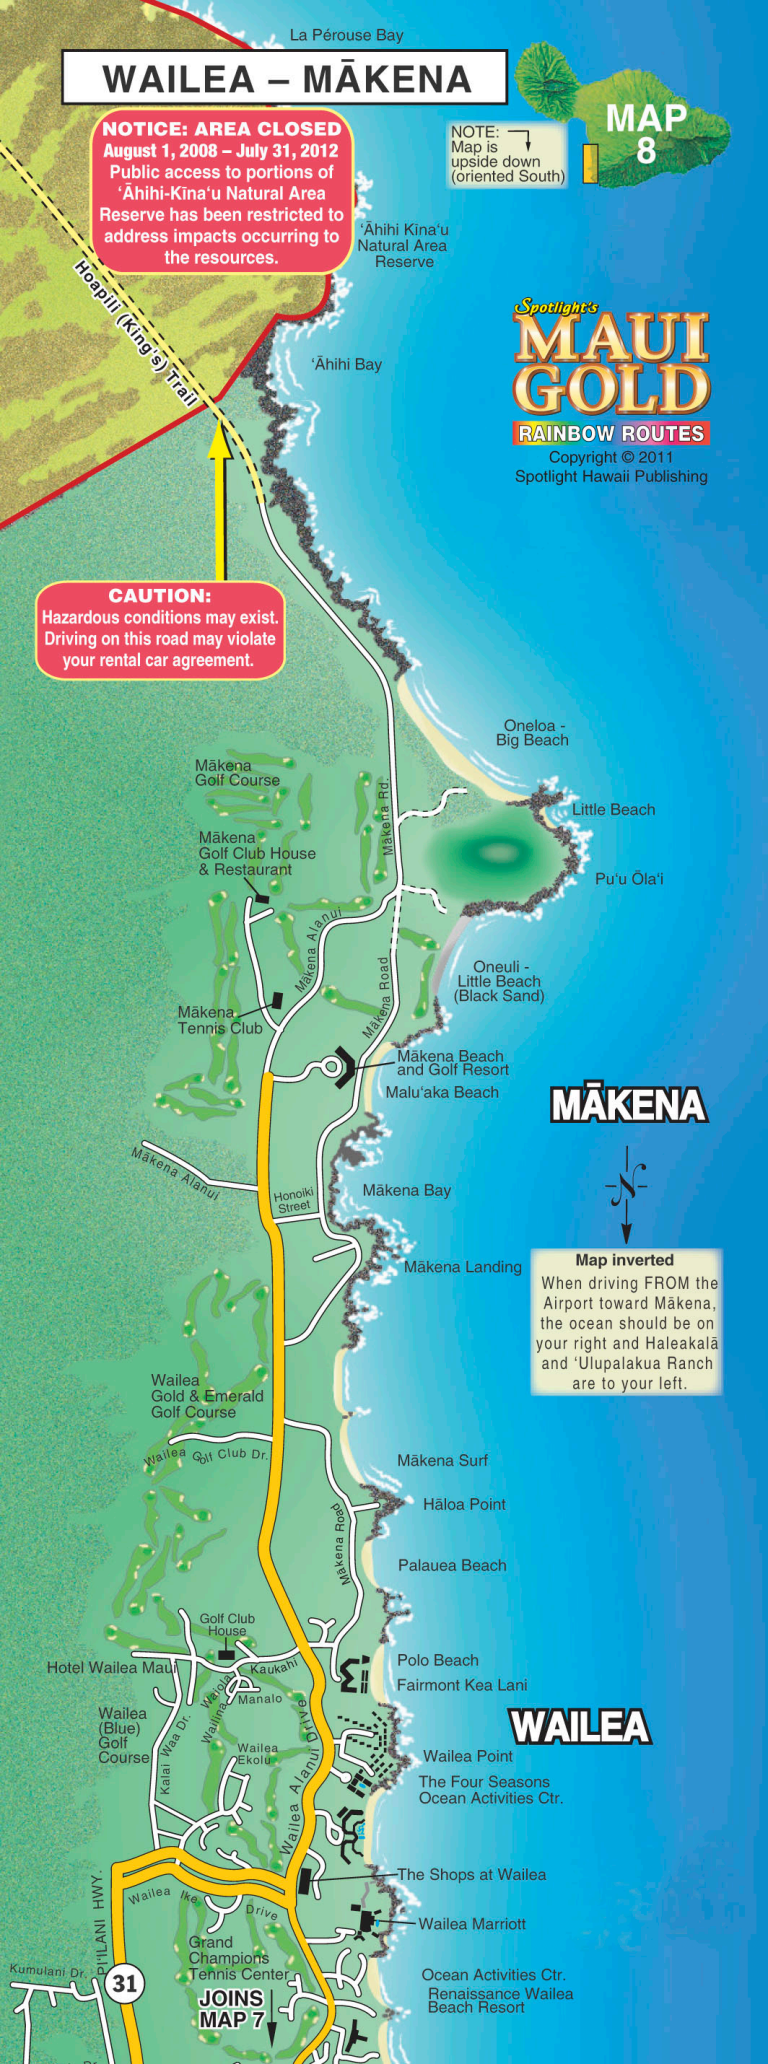 La Pérouse Bay
WAILEA – MĀKENA
NOTICE: AREA CLOSED
August 1, 2008 – July 31, 2012
Public access to portions of
ʻĀhihi-Kīnaʻu Natural Area
Reserve has been restricted to
address impacts occurring to
the resources.
NOTE:
Map is
upside down
(oriented South)
MAP
8
ʻĀhihi Kīnaʻu
Natural Area
Reserve
Hoapili (King's) Trail
ʻĀhihi Bay
Spotlight's
MAUI
GOLD
RAINBOW ROUTES
Copyright © 2011
Spotlight Hawaii Publishing
CAUTION:
Hazardous conditions may exist.
Driving on this road may violate
your rental car agreement.
Oneloa -
Big Beach
Mākena
Golf Course
Mākena Rd.
Little Beach
Mākena
Golf Club House
& Restaurant
Puʻu Ōlaʻi
Mākena Alanui
Mākena Road
Oneuli -
Little Beach
(Black Sand)
Mākena
Tennis Club
Mākena Beach
and Golf Resort
Maluʻaka Beach
MĀKENA
Mākena Alanui
Honoiki
Street
Mākena Bay
N
Mākena Landing
Map inverted
When driving FROM the
Airport toward Mākena,
the ocean should be on
your right and Haleakalā
and ʻUlupalakua Ranch
are to your left.
Wailea
Gold & Emerald
Golf Course
Wailea Golf Club Dr.
Mākena Surf
Hāloa Point
Mākena Road
Palauea Beach
Golf Club
House
Hotel Wailea Maui
Kaukahi
Polo Beach
Fairmont Kea Lani
Waiola
Manalo
Wailina
Wailea
(Blue)
Golf
Course
Kalai Waa Dr.
Wailea
Ekolu
Wailea Alanui Drive
WAILEA
Wailea Point
The Four Seasons
Ocean Activities Ctr.
The Shops at Wailea
Wailea Ike Drive
PIʻILANI HWY.
Wailea Marriott
Grand
Champions
Tennis Center
Kumulani Dr.
31
JOINS
MAP 7
Ocean Activities Ctr.
Renaissance Wailea
Beach Resort